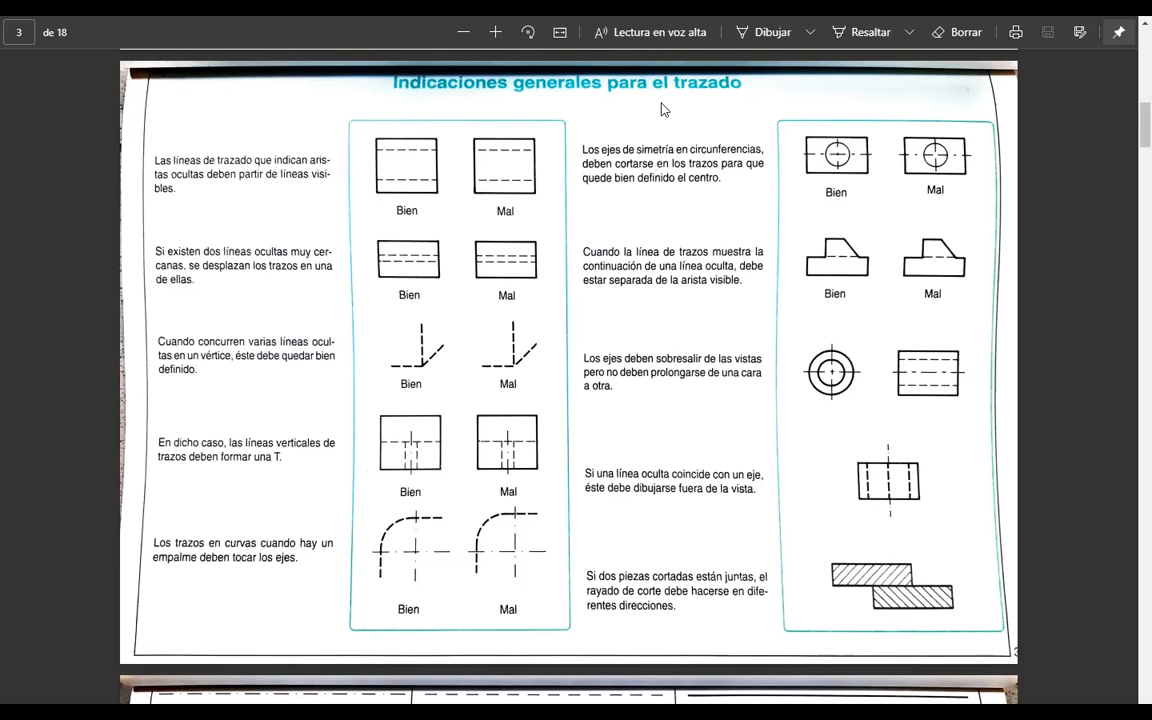 3
de 18
Lectura en voz alta
Dibujar
Resaltar
Borrar
Indicaciones generales para el trazado
Las líneas de trazado que indican aris-
tas ocultas deben partir de líneas visi-
bles.
Bien
Mal
Si existen dos líneas ocultas muy cer-
canas, se desplazan los trazos en una
de ellas.
Bien
Mal
Cuando concurren varias líneas ocul-
tas en un vértice, éste debe quedar bien
definido.
Bien
Mal
En dicho caso, las líneas verticales de
trazos deben formar una T.
Bien
Mal
Los trazos en curvas cuando hay un
empalme deben tocar los ejes.
Bien
Mal
Los ejes de simetría en circunferencias,
deben cortarse en los trazos para que
quede bien definido el centro.
Bien
Mal
Cuando la línea de trazos muestra la
continuación de una línea oculta, debe
estar separada de la arista visible.
Bien
Mal
Los ejes deben sobresalir de las vistas
pero no deben prolongarse de una cara
a otra.
Si una línea oculta coincide con un eje,
éste debe dibujarse fuera de la vista.
Si dos piezas cortadas están juntas, el
rayado de corte debe hacerse en dife-
rentes direcciones.